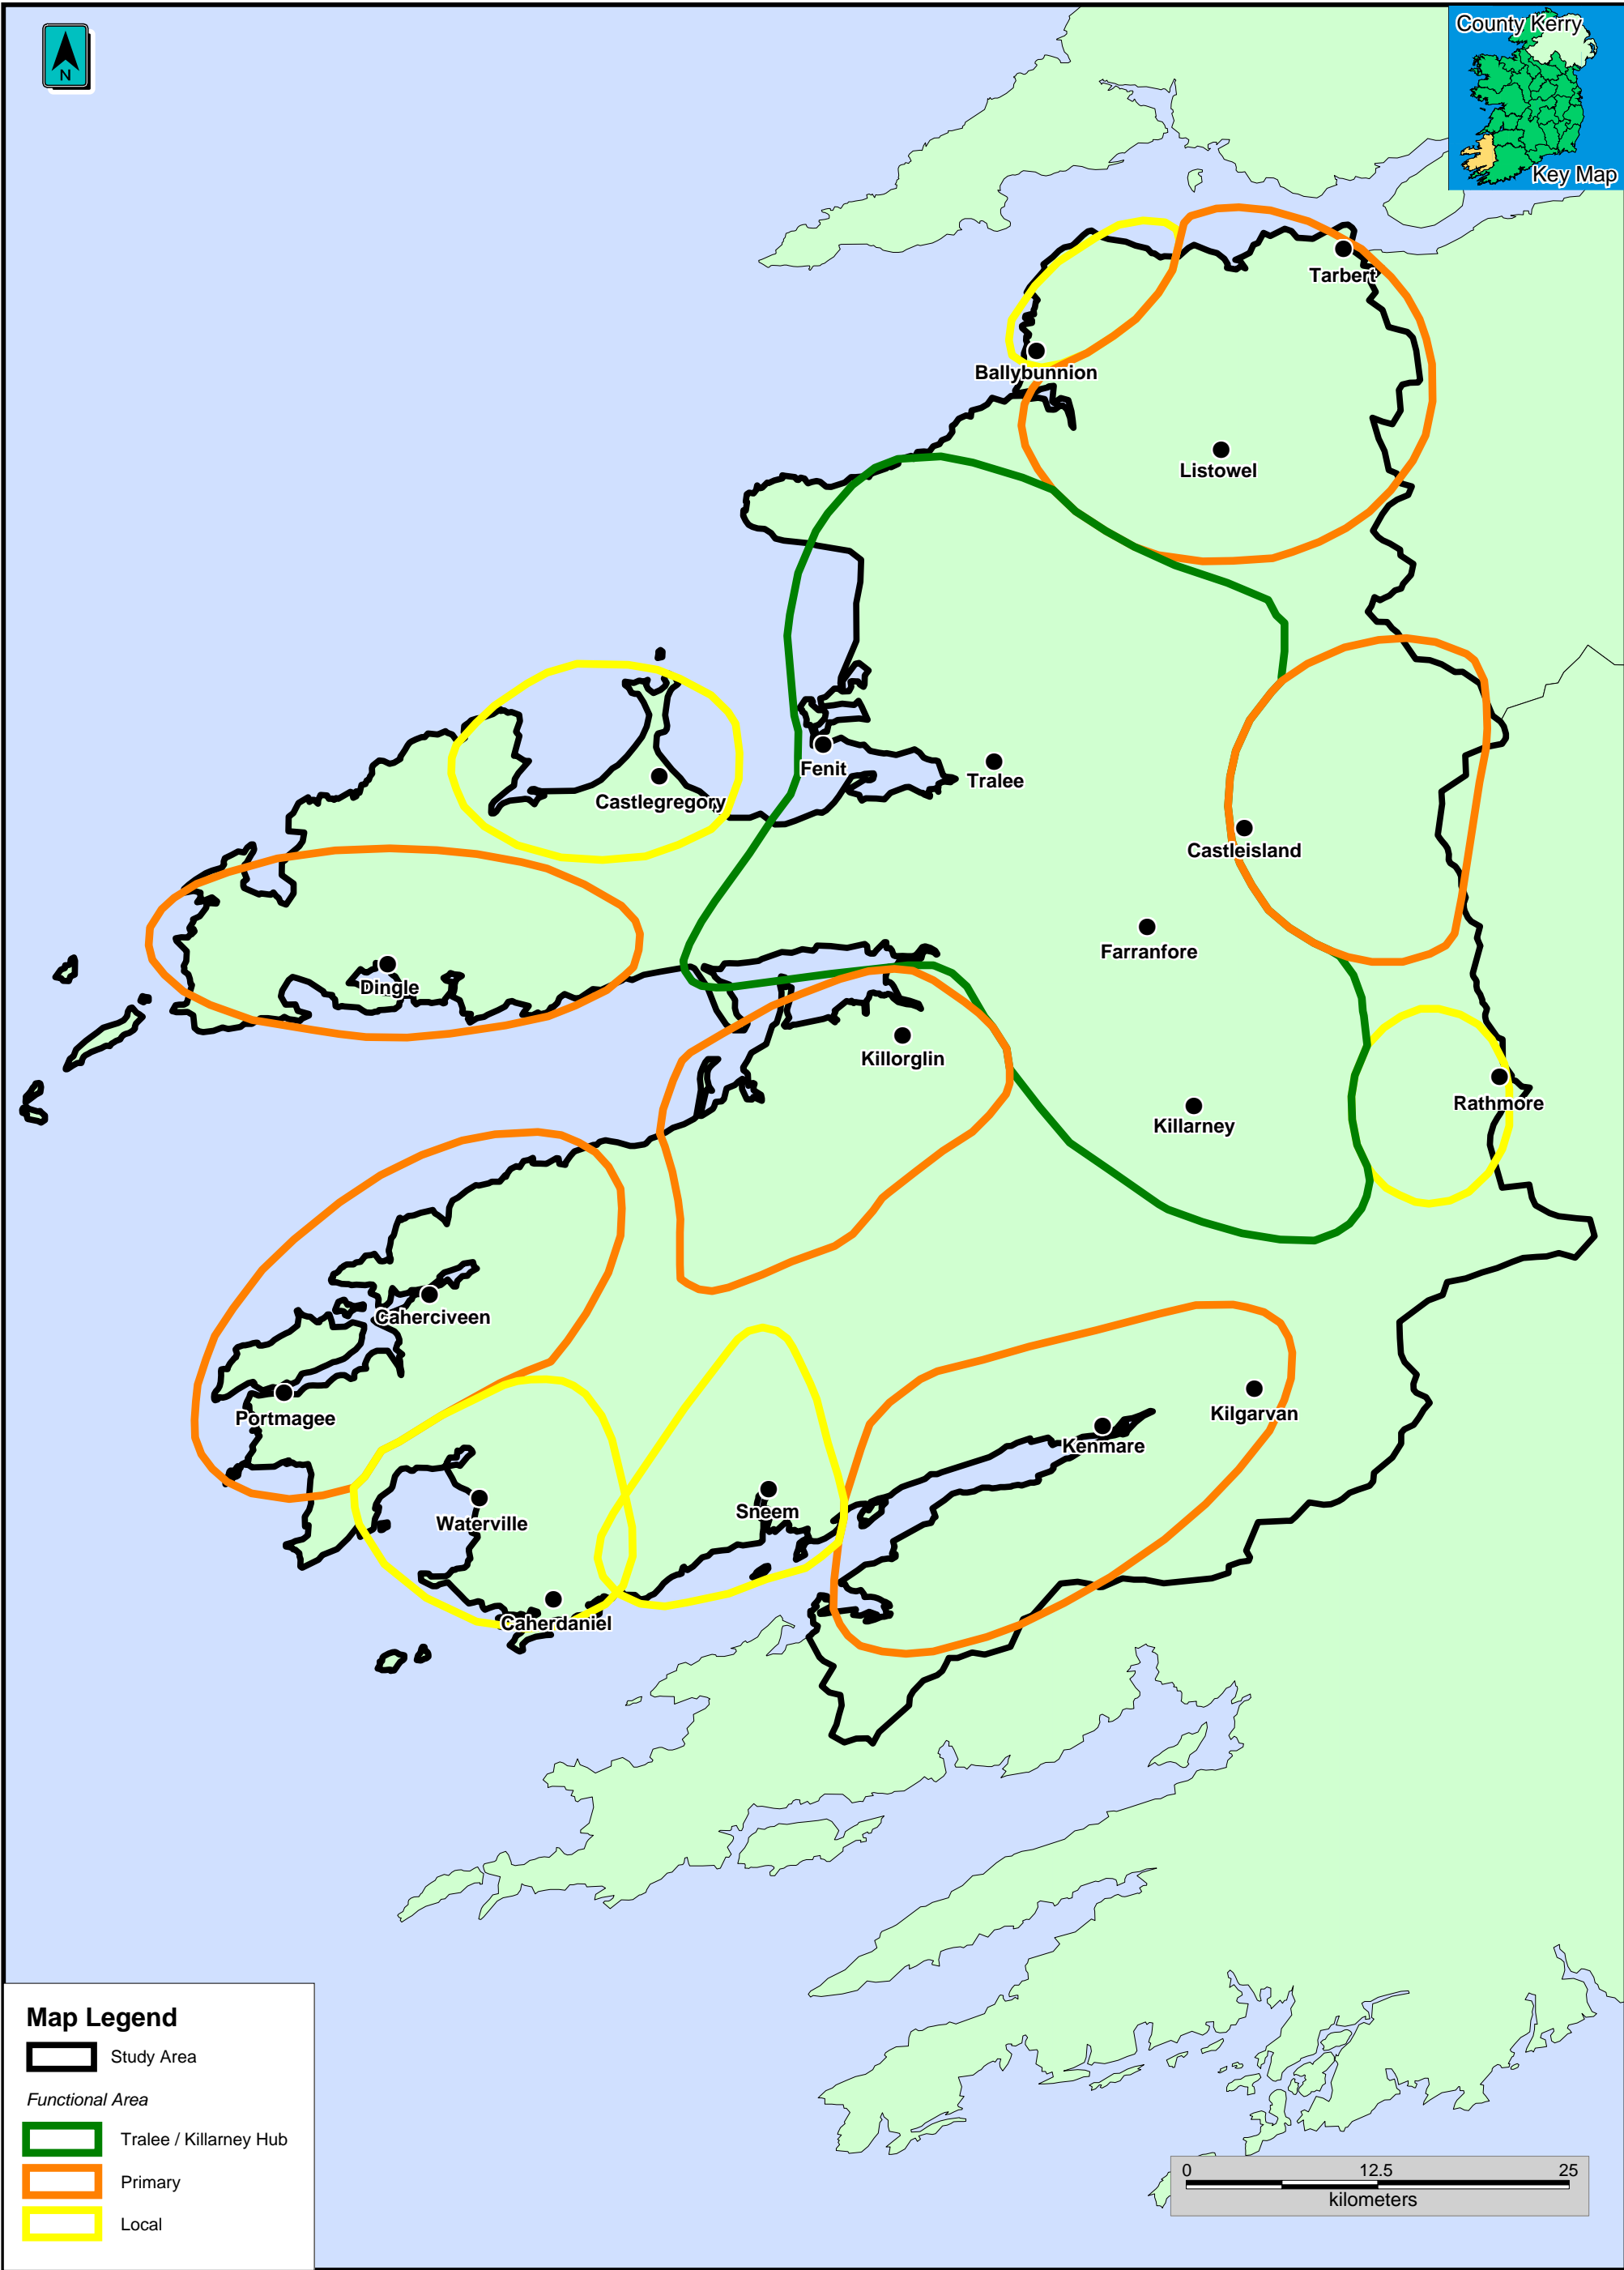 N
County Kerry
Key Map
Tarbert
Ballybunnion
Listowel
Fenit
Tralee
Castlegregory
Castleisland
Farranfore
Dingle
Killorglin
Rathmore
Killarney
Caherciveen
Portmagee
Kilgarvan
Kenmare
Sneem
Waterville
Caherdaniel
Map Legend
Study Area
Functional Area
Tralee / Killarney Hub
Primary
Local
0 12.5 25
kilometers